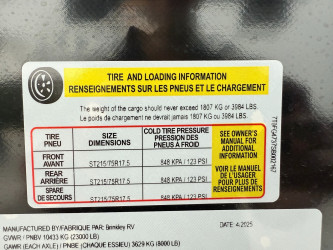 TIRE AND LOADING INFORMATION
RENSEIGNEMENTS SUR LES PNEUS ET LE CHARGEMENT
The weight of the cargo should never exceed 1807 KG or 3984 LBS.
Le poids de chargement ne devrait jamais 1807 KG or 3984 LBS.
TIRE PNEU
SIZE DIMENSIONS
COLD TIRE PRESSURE
PRESSION DES PNEUS À FROID
FRONT AVANT
ST215/75R17.5
848 KPA / 123 PSI
REAR ARRIÈRE
ST215/75R17.5
848 KPA / 123 PSI
SPARE DE SECOURS
ST215/75R17.5
848 KPA / 123 PSI
SEE OWNER'S
MANUAL FOR
ADDITIONAL
INFORMATION
VOIR LE MANUEL
DE L'USAGER
POUR PLUS DE
RENSEIGNEMENTS
MANUFACTURED BY/FABRIQUE PAR: Brinkley RV
DATE: 4.2025
GVWR / PNBV 10433 KG (23000 LB)
GAWR (EACH AXLE) / PNBE (CHAQUE ESSIEU) 3629 KG (8000 LB)